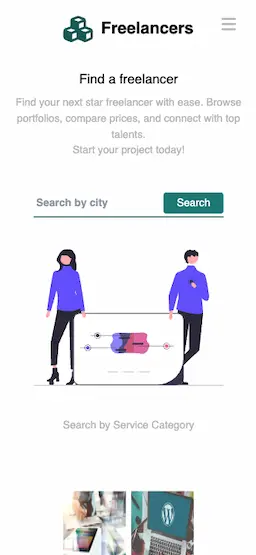 Freelancers
Find a freelancer
Find your next star freelancer with ease. Browse
portfolios, compare prices, and connect with top
talents.
Start your project today!
Search by city
Search
Search by Service Category